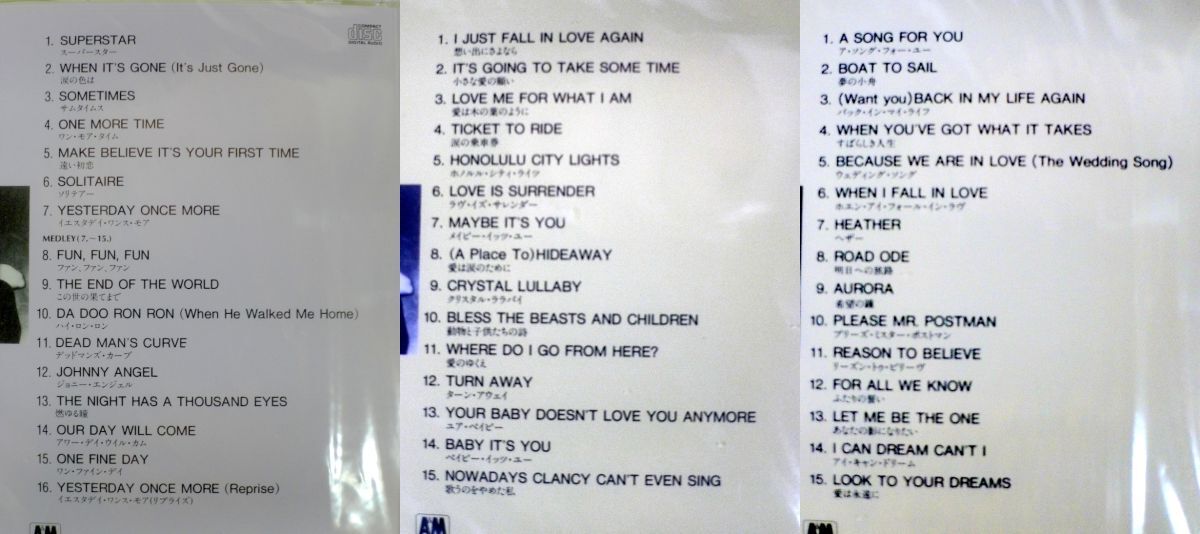 COMPACT
disc
DIGITAL AUDIO
1. SUPERSTAR
スーパースター
2. WHEN IT'S GONE (It's Just Gone)
涙の色は
3. SOMETIMES
サムタイムス
4. ONE MORE TIME
ワン・モア・タイム
5. MAKE BELIEVE IT'S YOUR FIRST TIME
遠い初恋
6. SOLITAIRE
ソリテアー
7. YESTERDAY ONCE MORE
イエスタデイ・ワンス・モア
MEDLEY(7.〜15.)
8. FUN, FUN, FUN
ファン、ファン、ファン
9. THE END OF THE WORLD
この世の果てまで
10. DA DOO RON RON (When He Walked Me Home)
ハイ・ロン・ロン
11. DEAD MAN'S CURVE
デッドマンズ・カーブ
12. JOHNNY ANGEL
ジョニー・エンジェル
13. THE NIGHT HAS A THOUSAND EYES
燃ゆる瞳
14. OUR DAY WILL COME
アワー・デイ・ウイル・カム
15. ONE FINE DAY
ワン・ファイン・デイ
16. YESTERDAY ONCE MORE (Reprise)
イエスタデイ・ワンス・モア(リプライズ)
A&M
1. I JUST FALL IN LOVE AGAIN
想い出にさよなら
2. IT'S GOING TO TAKE SOME TIME
小さな愛の願い
3. LOVE ME FOR WHAT I AM
愛は木の葉のように
4. TICKET TO RIDE
涙の乗車券
5. HONOLULU CITY LIGHTS
ホノルル・シティ・ライツ
6. LOVE IS SURRENDER
ラヴ・イズ・サレンダー
7. MAYBE IT'S YOU
メイビー・イッツ・ユー
8. (A Place To)HIDEAWAY
愛は涙のために
9. CRYSTAL LULLABY
クリスタル・ララバイ
10. BLESS THE BEASTS AND CHILDREN
動物と子供たちの詩
11. WHERE DO I GO FROM HERE?
愛のゆくえ
12. TURN AWAY
ターン・アウェイ
13. YOUR BABY DOESN'T LOVE YOU ANYMORE
ユア・ベイビー
14. BABY IT'S YOU
ベイビー・イッツ・ユー
15. NOWADAYS CLANCY CAN'T EVEN SING
歌うのをやめた私
A&M
1. A SONG FOR YOU
ア・ソング・フォー・ユー
2. BOAT TO SAIL
夢の小舟
3. (Want you)BACK IN MY LIFE AGAIN
バック・イン・マイ・ライフ
4. WHEN YOU'VE GOT WHAT IT TAKES
すばらしき人生
5. BECAUSE WE ARE IN LOVE (The Wedding Song)
ウェディング・ソング
6. WHEN I FALL IN LOVE
ホエン・アイ・フォール・イン・ラヴ
7. HEATHER
ヘザー
8. ROAD ODE
明日への旅路
9. AURORA
希望の鐘
10. PLEASE MR. POSTMAN
プリーズ・ミスター・ポストマン
11. REASON TO BELIEVE
リーズン・トゥ・ビリーヴ
12. FOR ALL WE KNOW
ふたりの誓い
13. LET ME BE THE ONE
あなたの影になりたい
14. I CAN DREAM CAN'T I
アイ・キャン・ドリーム
15. LOOK TO YOUR DREAMS
愛は永遠に
A&M